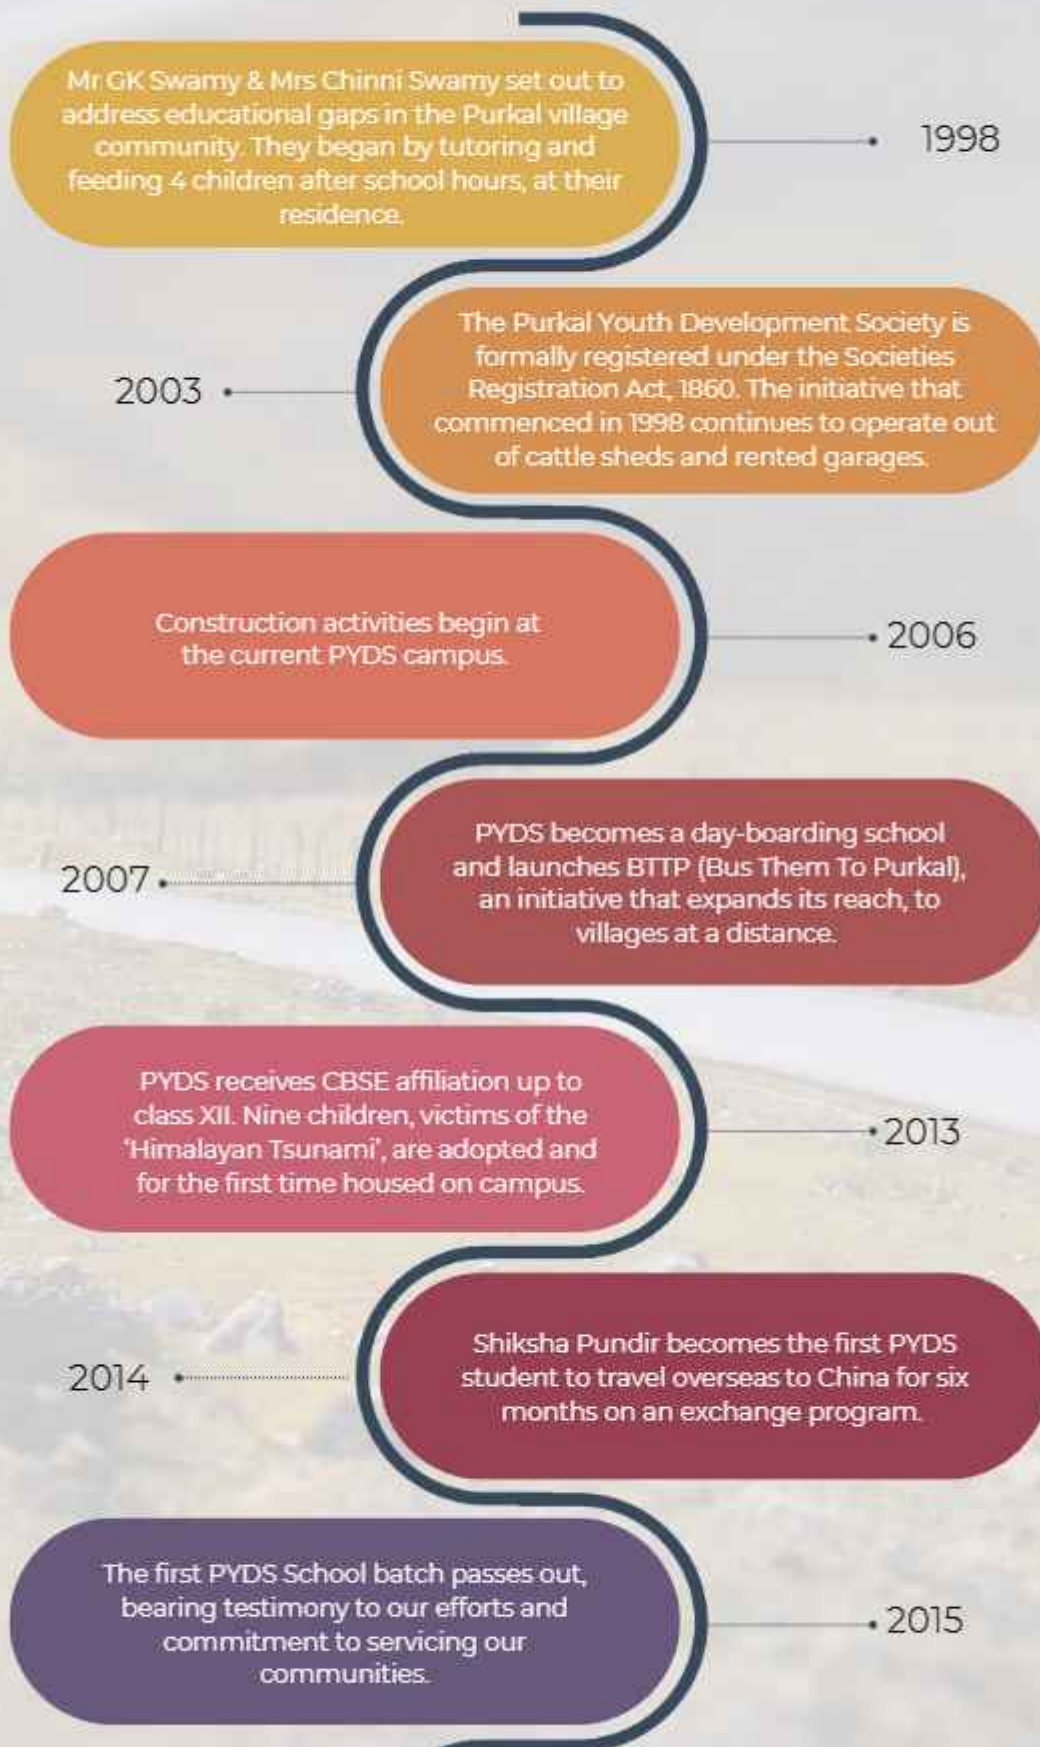 Mr GK Swamy & Mrs Chinni Swamy set out to
address educational gaps in the Purkal village
community. They began by tutoring and
feeding 4 children after school hours, at their
residence.
1998
The Purkal Youth Development Society is
formally registered under the Societies
Registration Act, 1860. The initiative that
commenced in 1998 continues to operate out
of cattle sheds and rented garages.
2003
Construction activities begin at
the current PYDS campus.
2006
PYDS becomes a day-boarding school
and launches BTTP (Bus Them To Purkal),
an initiative that expands its reach, to
villages at a distance.
2007
PYDS receives CBSE affiliation up to
class XII. Nine children, victims of the
‘Himalayan Tsunami’, are adopted and
for the first time housed on campus.
2013
Shiksha Pundir becomes the first PYDS
student to travel overseas to China for six
months on an exchange program.
2014
The first PYDS School batch passes out,
bearing testimony to our efforts and
commitment to servicing our
communities.
2015